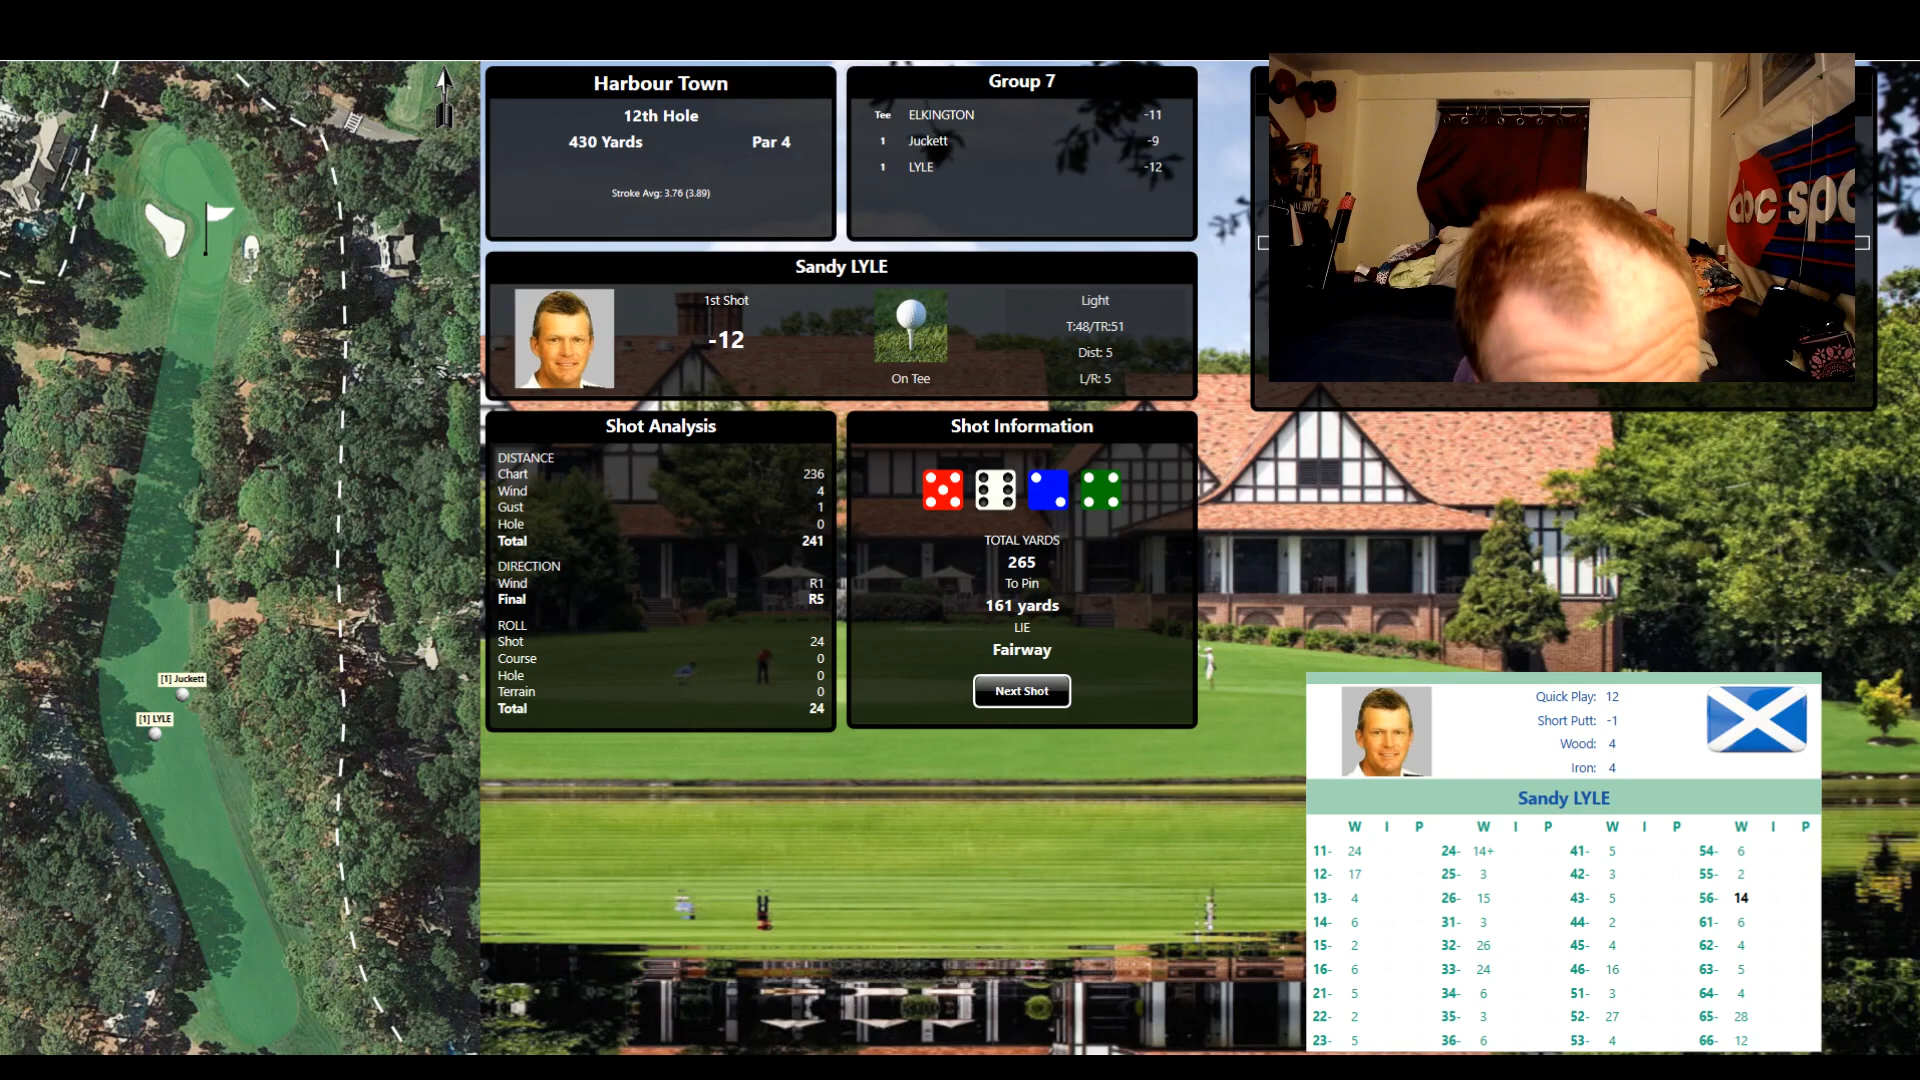 Harbour Town
12th Hole
430 Yards Par 4
Stroke Avg: 3.76 (3.89)
Group 7
Tee ELKINGTON -11
1 Juckett -9
1 LYLE -12
abc spo
Sandy LYLE
1st Shot
-12
On Tee
Light
T:48/TR:51
Dist: 5
L/R: 5
Shot Analysis
DISTANCE
Chart 236
Wind 4
Gust 1
Hole 0
Total 241
DIRECTION
Wind R1
Final R5
ROLL
Shot 24
Course 0
Hole 0
Terrain 0
Total 24
Shot Information
TOTAL YARDS
265
To Pin
161 yards
LIE
Fairway
Next Shot
[1] Juckett
[1] LYLE
Quick Play: 12
Short Putt: -1
Wood: 4
Iron: 4
Sandy LYLE
W I P W I P W I P W I P
11- 24 24- 14+ 41- 5 54- 6
12- 17 25- 3 42- 3 55- 2
13- 4 26- 15 43- 5 56- 14
14- 6 31- 3 44- 2 61- 6
15- 2 32- 26 45- 4 62- 4
16- 6 33- 24 46- 16 63- 5
21- 5 34- 6 51- 3 64- 4
22- 2 35- 3 52- 27 65- 28
23- 5 36- 6 53- 4 66- 12